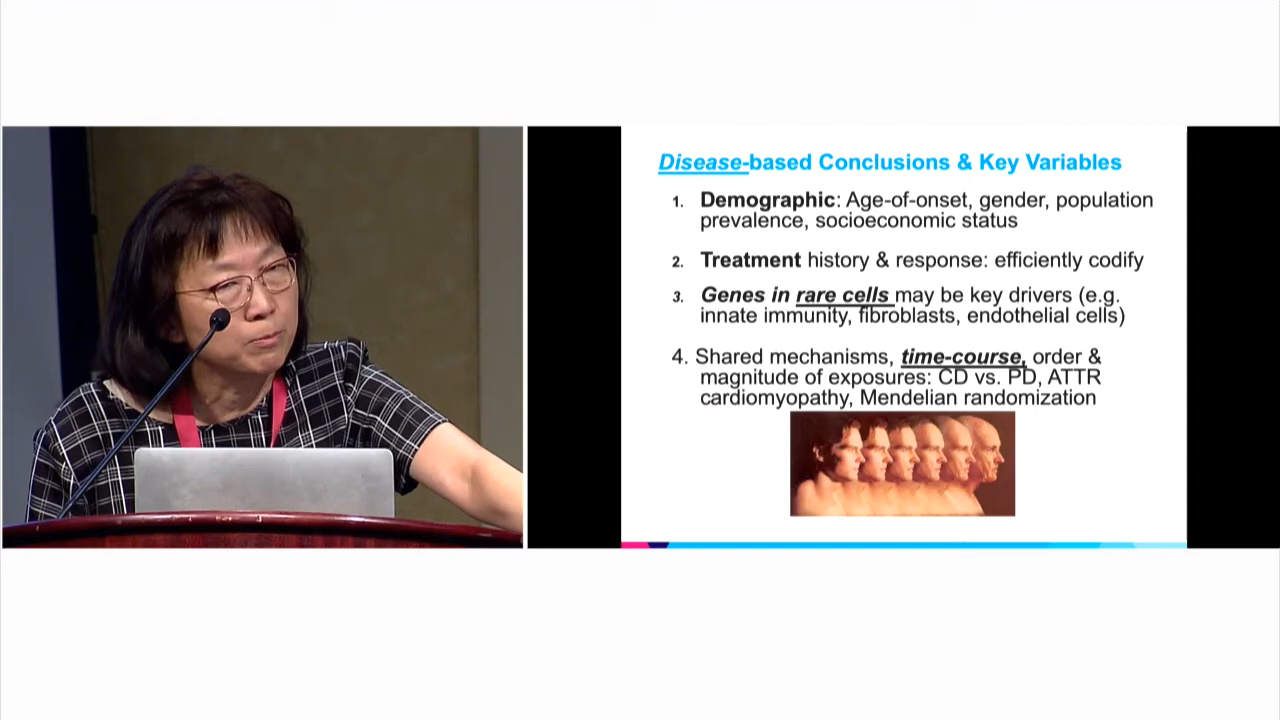 Disease-based Conclusions & Key Variables
1. Demographic: Age-of-onset, gender, population
prevalence, socioeconomic status
2. Treatment history & response: efficiently codify
3. Genes in rare cells may be key drivers (e.g.
innate immunity, fibroblasts, endothelial cells)
4. Shared mechanisms, time-course, order &
magnitude of exposures: CD vs. PD, ATTR
cardiomyopathy, Mendelian randomization